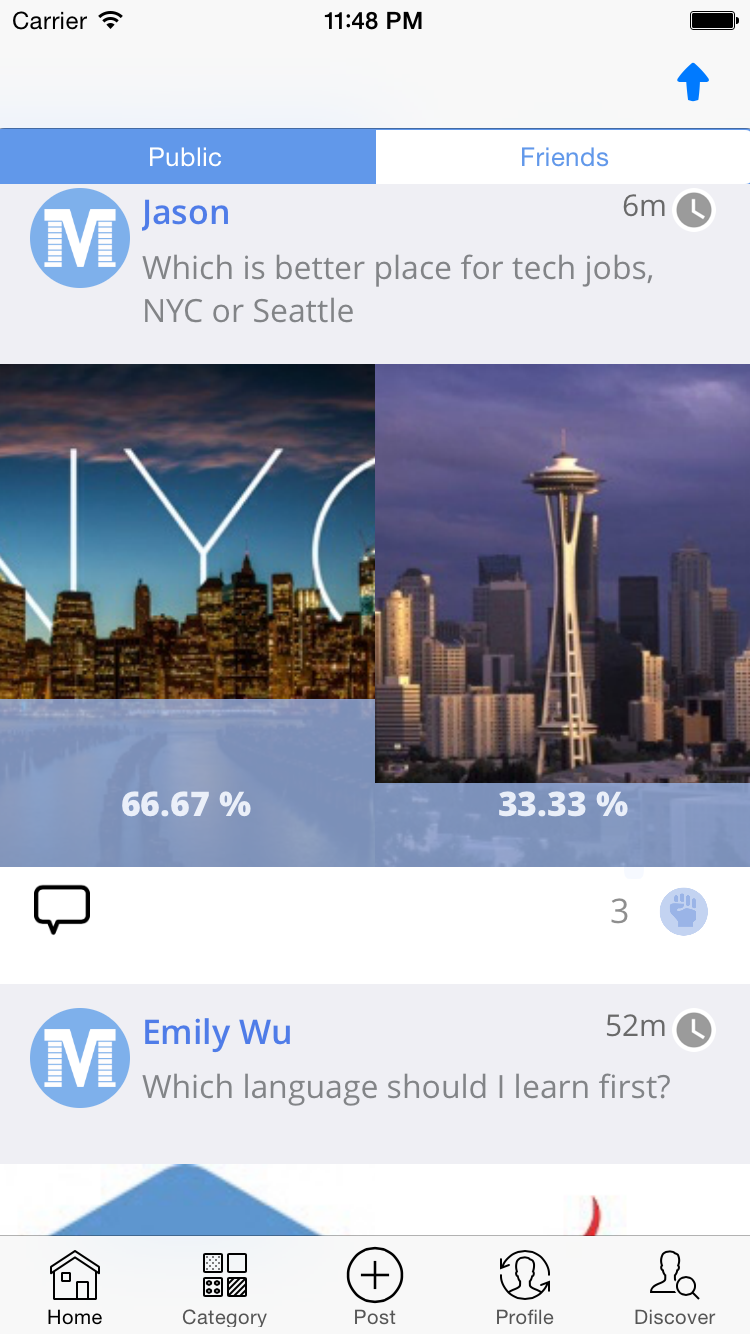 Carrier 11:48 PM
Public Friends
M Jason 6m
Which is better place for tech jobs,
NYC or Seattle
NYC
66.67 % 33.33 %
3
M Emily Wu 52m
Which language should I learn first?
Home Category Post Profile Discover